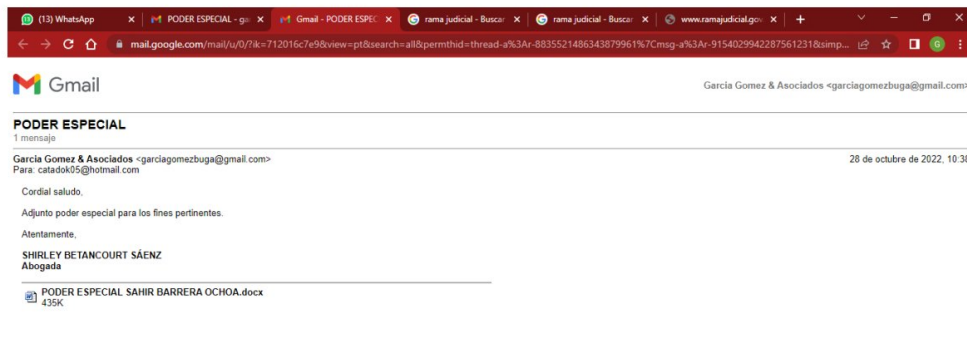 (13) WhatsApp
PODER ESPECIAL - ga
Gmail - PODER ESPEC
rama judicial - Buscar
rama judicial - Buscar
www.ramajudicial.gov
mail.google.com/mail/u/0/?ik=712016c7e9&view=pt&search=all&permthid=thread-a%3Ar-8835521486343879961%7Cmsg-a%3Ar-9154029942287561231&simp...
G
Gmail
Garcia Gomez & Asociados <garciagomezbuga@gmail.com>
PODER ESPECIAL
1 mensaje
Garcia Gomez & Asociados <garciagomezbuga@gmail.com>
28 de octubre de 2022, 10:38
Para: catadok05@hotmail.com
Cordial saludo,
Adjunto poder especial para los fines pertinentes.
Atentamente,
SHIRLEY BETANCOURT SÁENZ
Abogada
PODER ESPECIAL SAHIR BARRERA OCHOA.docx
435K